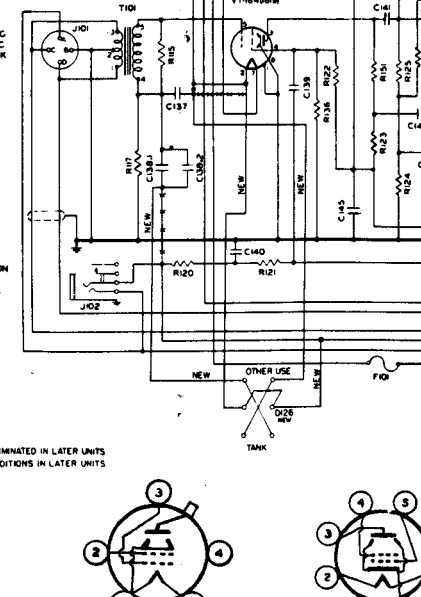 T101
J101
C141
R115
C137
C139
R122
R136
R151
R125
R123
R124
C145
R117
C138.1
C138.2
NEW
NEW
NEW
C140
R120
R121
J102
NEW
OTHER USE
NEW
D126
NEW
TANK
F101
MINATED IN LATER UNITS
DITIONS IN LATER UNITS
3
2
4
4
5
3
2